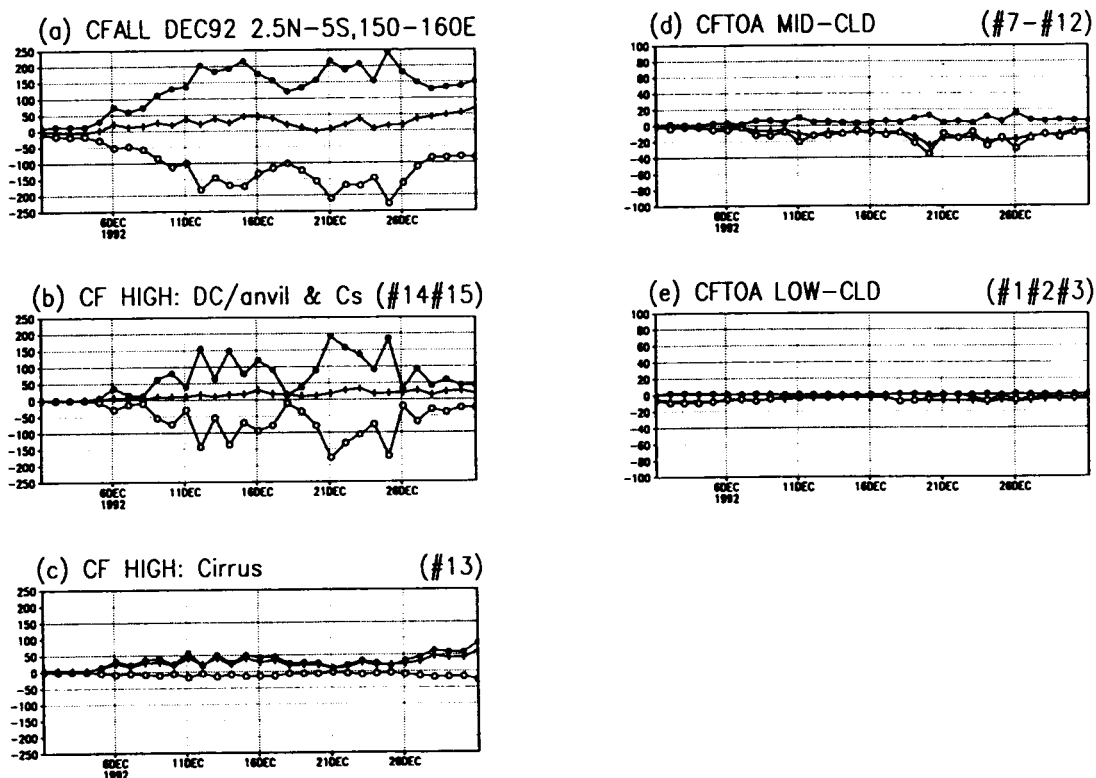 (a) CFALL DEC92 2.5N-5S,150-160E
250
200
150
100
50
0
-50
-100
-150
-200
-250
6DEC
1992
11DEC
16DEC
21DEC
26DEC
(b) CF HIGH: DC/anvil & Cs (#14#15)
250
200
150
100
50
0
-50
-100
-150
-200
-250
6DEC
1992
11DEC
16DEC
21DEC
26DEC
(c) CF HIGH: Cirrus (#13)
250
200
150
100
50
0
-50
-100
-150
-200
-250
6DEC
1992
11DEC
16DEC
21DEC
26DEC
(d) CFTOA MID-CLD (#7-#12)
100
80
60
40
20
0
-20
-40
-60
-80
-100
6DEC
1992
11DEC
16DEC
21DEC
26DEC
(e) CFTOA LOW-CLD (#1#2#3)
100
80
60
40
20
0
-20
-40
-60
-80
-100
6DEC
1992
11DEC
16DEC
21DEC
26DEC